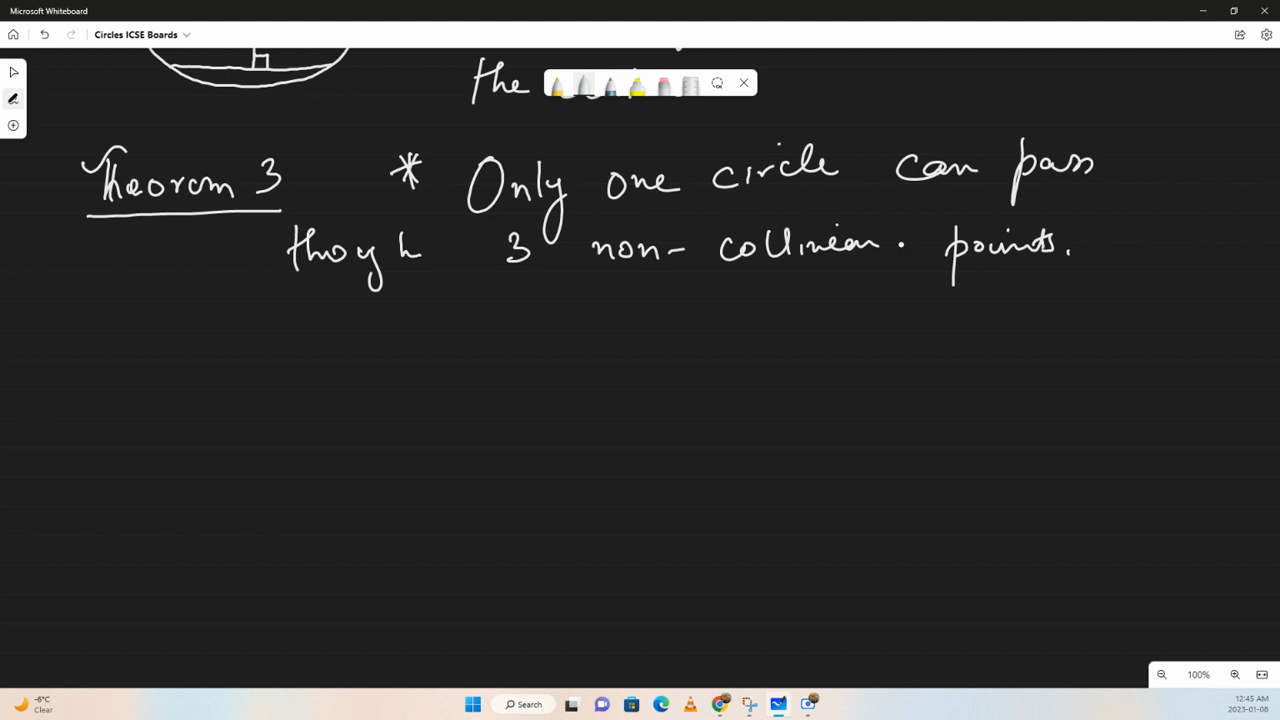 Microsoft Whiteboard
Circles ICSE Boards
the
Theorem 3 * Only one circle can pass
though 3 non-collinear. points.
100%
-6°C
Clear
Search
12:45 AM
2023-01-08